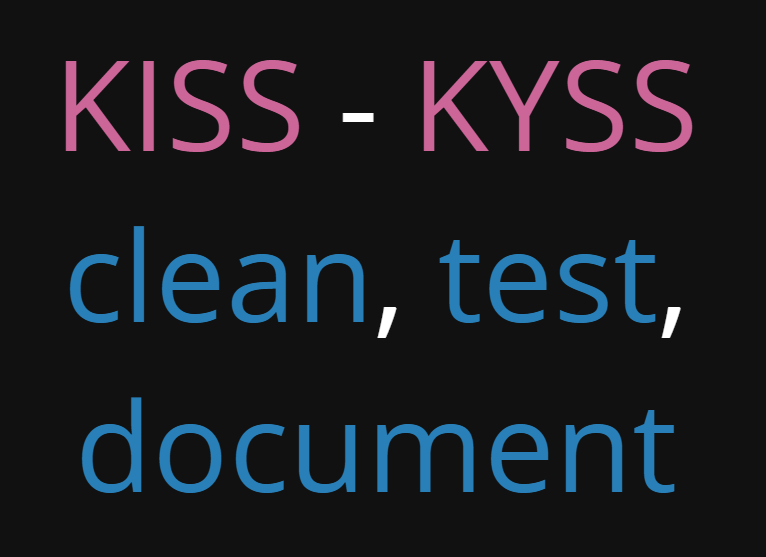 KISS - KYSS
clean, test,
document